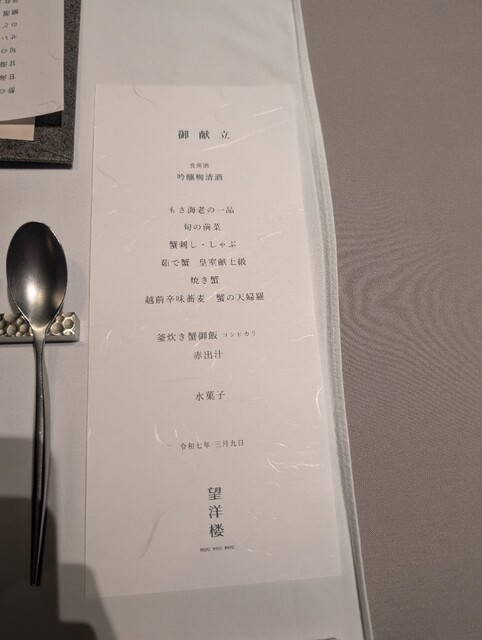 御献立
食前酒
吟醸梅清酒
もさ海老の一品
旬の前菜
蟹刺し・しゃぶ
茹で蟹 皇室献上級
焼き蟹
越前辛味蕎麦 蟹の天婦羅
釜炊き蟹御飯 コシヒカリ
赤出汁
水菓子
令和七年 三月九日
望洋楼
BOU YOU ROU